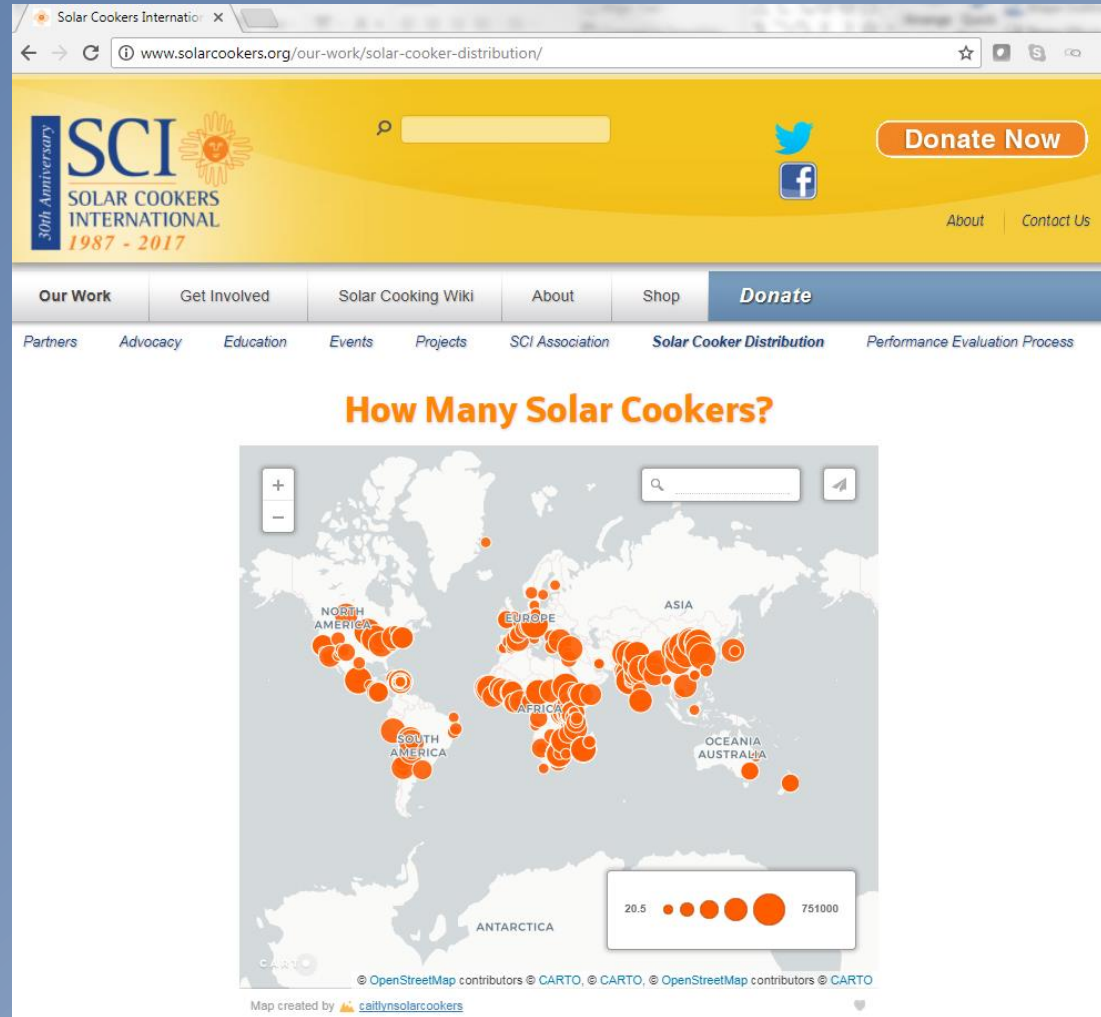 Solar Cookers Internation
www.solarcookers.org/our-work/solar-cooker-distribution/
30th Anniversary
SCI
SOLAR COOKERS
INTERNATIONAL
1987 - 2017
Donate Now
About
Contact Us
Our Work
Get Involved
Solar Cooking Wiki
About
Shop
Donate
Partners
Advocacy
Education
Events
Projects
SCI Association
Solar Cooker Distribution
Performance Evaluation Process
How Many Solar Cookers?
NORTH
AMERICA
EUROPE
ASIA
AFRICA
SOUTH
AMERICA
OCEANIA
AUSTRALIA
ANTARCTICA
20.5
751000
CARTO
© OpenStreetMap contributors © CARTO, © CARTO, © OpenStreetMap contributors © CARTO
Map created by caitlynsolarcookers